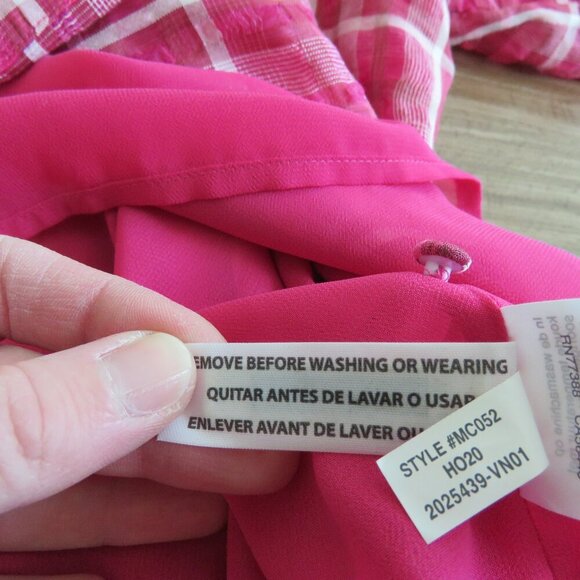 EMOVE BEFORE WASHING OR WEARING
QUITAR ANTES DE LAVAR O USAR
ENLEVER AVANT DE LAVER OU
STYLE #MC052
HO20
2025439-VN01
RN77388